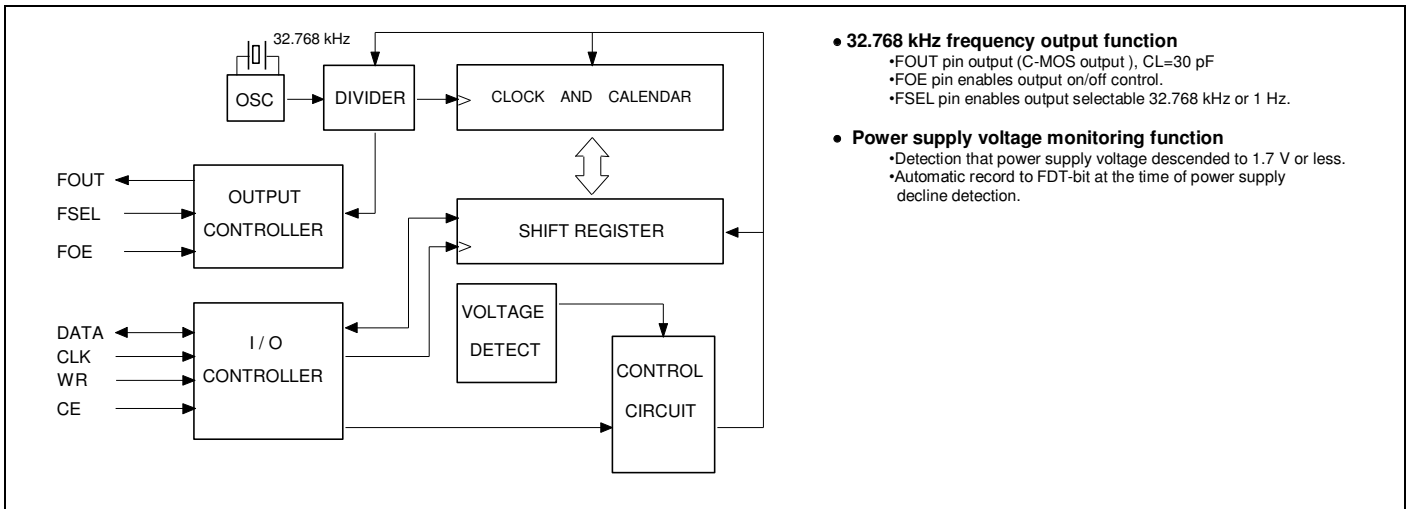 32.768 kHz
OSC
DIVIDER
CLOCK AND CALENDAR
FOUT
FSEL
FOE
OUTPUT
CONTROLLER
SHIFT REGISTER
DATA
CLK
WR
CE
I / O
CONTROLLER
VOLTAGE
DETECT
CONTROL
CIRCUIT
● 32.768 kHz frequency output function
•FOUT pin output (C-MOS output ), CL=30 pF
•FOE pin enables output on/off control.
•FSEL pin enables output selectable 32.768 kHz or 1 Hz.
● Power supply voltage monitoring function
•Detection that power supply voltage descended to 1.7 V or less.
•Automatic record to FDT-bit at the time of power supply
decline detection.